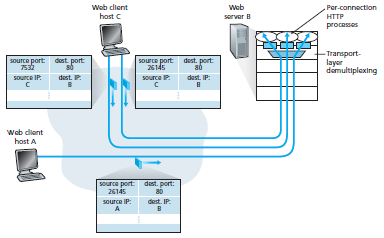 Web client
host C
Web
server B
Per-connection
HTTP
processes
Transport-
layer
demultiplexing
source port:
7532
dest. port:
80
source IP:
C
dest. IP:
B
source port:
26145
dest. port:
80
source IP:
C
dest. IP:
B
Web client
host A
source port:
26145
dest. port:
80
source IP:
A
dest. IP:
B